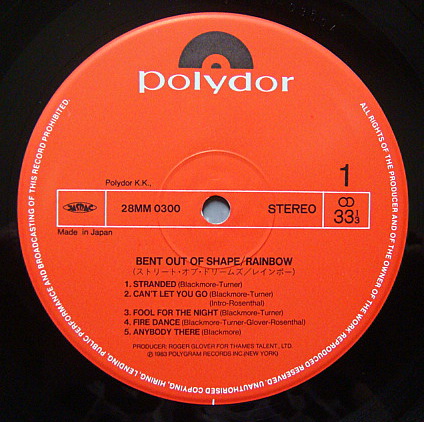 polydor
Polydor K.K.,
1
JASRAC
28MM 0300
STEREO
33 1/3
Made in Japan
BENT OUT OF SHAPE/RAINBOW
(ストリート・オブ・ドリームズ/レインボー)
1. STRANDED (Blackmore-Turner)
2. CAN'T LET YOU GO (Blackmore-Turner)
(Intro-Rosenthal)
3. FOOL FOR THE NIGHT (Blackmore-Turner)
4. FIRE DANCE (Blackmore-Turner-Glover-Rosenthal)
5. ANYBODY THERE (Blackmore)
PRODUCER: ROGER GLOVER FOR THAMES TALENT, LTD.
℗ 1983 POLYGRAM RECORDS INC.(NEW YORK)
ALL RIGHTS OF THE PRODUCER AND OF THE OWNER OF THE WORK REPRODUCED RESERVED. UNAUTHORISED COPYING, HIRING, LENDING, PUBLIC PERFORMANCE AND BROADCASTING OF THIS RECORD PROHIBITED.